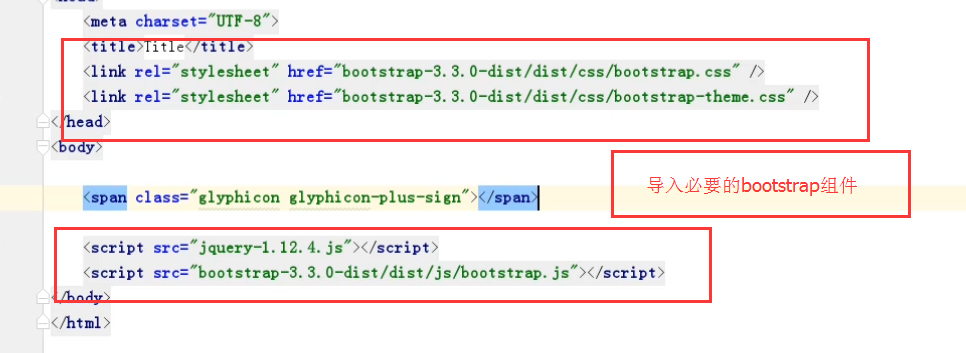 <head>
<meta charset="UTF-8">
<title>Title</title>
<link rel="stylesheet" href="bootstrap-3.3.0-dist/dist/css/bootstrap.css" />
<link rel="stylesheet" href="bootstrap-3.3.0-dist/dist/css/bootstrap-theme.css" />
</head>
<body>
导入必要的bootstrap组件
<span class="glyphicon glyphicon-plus-sign"></span>
<script src="jquery-1.12.4.js"></script>
<script src="bootstrap-3.3.0-dist/dist/js/bootstrap.js"></script>
</body>
</html>